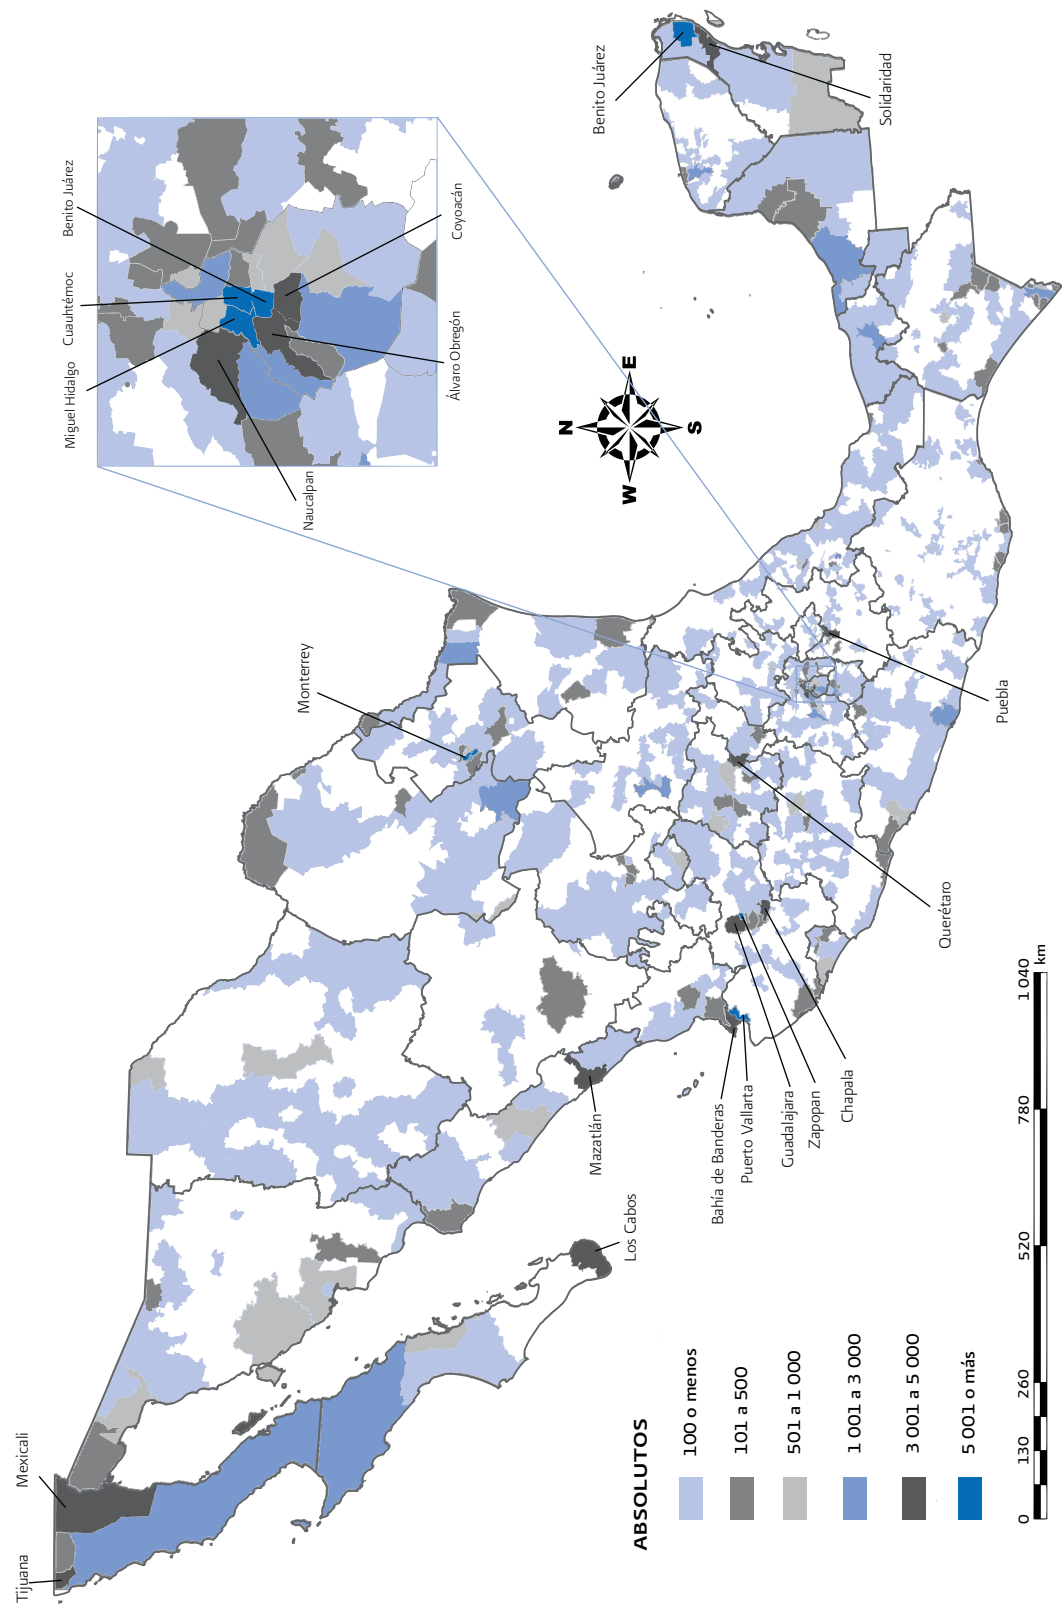 Tijuana
Mexicali
Monterrey
Miguel Hidalgo
Cuauhtémoc
Benito Juárez
Naucalpan
Álvaro Obregón
Coyoacán
Benito Juárez
Solidaridad
N
W
E
S
Los Cabos
Mazatlán
Bahía de Banderas
Puerto Vallarta
Guadalajara
Zapopan
Chapala
Querétaro
Puebla
ABSOLUTOS
100 o menos
101 a 500
501 a 1 000
1 001 a 3 000
3 001 a 5 000
5 001 o más
0 130 260 520 780 1 040
km